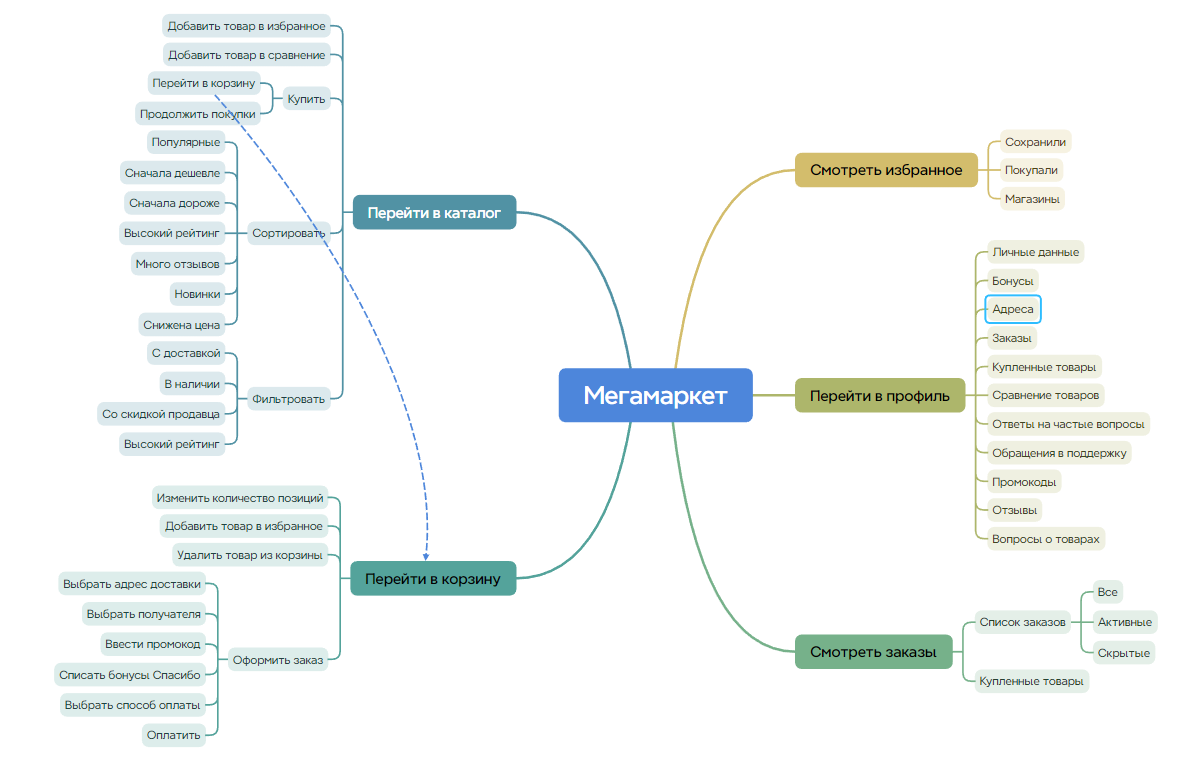 Мегамаркет
Перейти в каталог
Добавить товар в избранное
Добавить товар в сравнение
Купить
Перейти в корзину
Продолжить покупки
Сортировать
Популярные
Сначала дешевле
Сначала дороже
Высокий рейтинг
Много отзывов
Новинки
Снижена цена
Фильтровать
С доставкой
В наличии
Со скидкой продавца
Высокий рейтинг
Перейти в корзину
Изменить количество позиций
Добавить товар в избранное
Удалить товар из корзины
Оформить заказ
Выбрать адрес доставки
Выбрать получателя
Ввести промокод
Списать бонусы Спасибо
Выбрать способ оплаты
Оплатить
Смотреть избранное
Сохранили
Покупали
Магазины
Перейти в профиль
Личные данные
Бонусы
Адреса
Заказы
Купленные товары
Сравнение товаров
Ответы на частые вопросы
Обращения в поддержку
Промокоды
Отзывы
Вопросы о товарах
Смотреть заказы
Список заказов
Все
Активные
Скрытые
Купленные товары